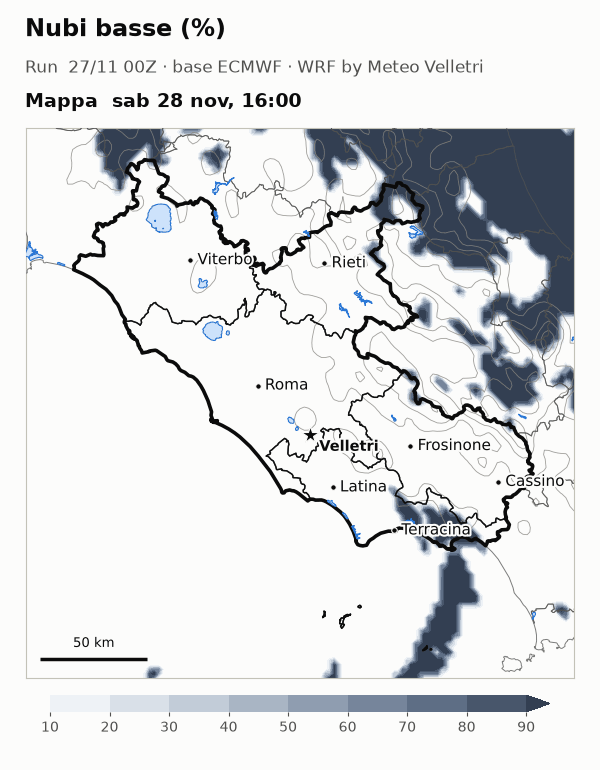 Nubi basse (%)
Run  27/11 00Z · base ECMWF · WRF by Meteo Velletri
Mappa  sab 28 nov, 16:00
Viterbo
Rieti
Roma
Velletri
Frosinone
Cassino
Latina
Terracina
50 km
10 20 30 40 50 60 70 80 90